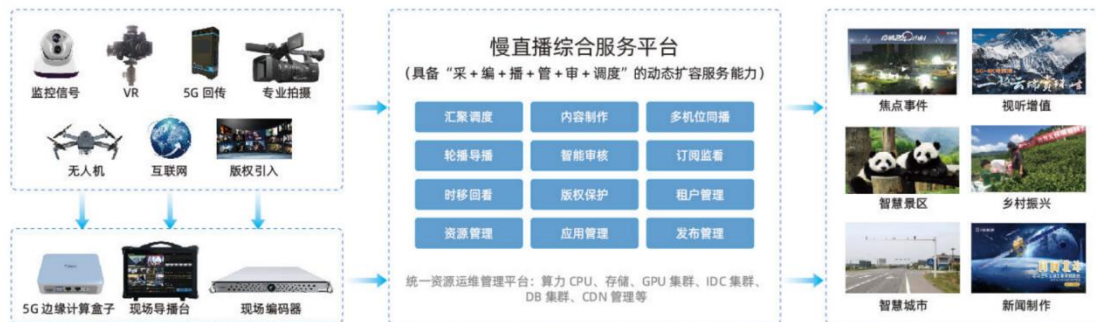 监控信号
VR
5G 回传
专业拍摄
无人机
互联网
版权引入
5G 边缘计算盒子
现场导播台
现场编码器
慢直播综合服务平台
（具备“采+编+播+管+审+调度”的动态扩容服务能力）
汇聚调度
内容制作
多机位同播
轮播导播
智能审核
订阅监看
时移回看
版权保护
租户管理
资源管理
应用管理
发布管理
统一资源运维管理平台：算力 CPU、存储、GPU 集群、IDC 集群、
DB 集群、CDN 管理等
焦点事件
视听增值
智慧景区
乡村振兴
智慧城市
新闻制作